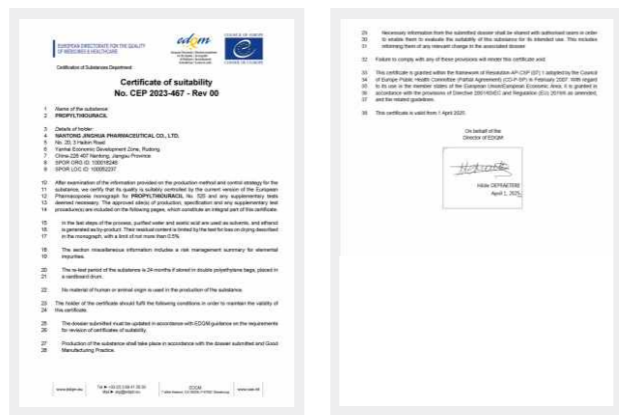 COUNCIL OF EUROPE
edqm
EUROPEAN DIRECTORATE FOR THE QUALITY
OF MEDICINES & HEALTHCARE
Certification of Substances Department
Certificate of suitability
No. CEP 2023-467 - Rev 00
1 Name of the substance:
2 PROPYLTHIOURACIL
3 Details of holder:
4 NANTONG JINGHUA PHARMACEUTICAL CO., LTD.
5 No. 20, 3 Haibin Road
6 Yanhai Economic Development Zone, Rudong
7 China-226 407 Nantong, Jiangsu Province
8 SPOR ORG ID: 100018246
9 SPOR LOC ID: 100052237
10 After examination of the information provided on the production method and control strategy for the
11 substance, we certify that its quality is suitably controlled by the current version of the European
12 Pharmacopoeia monograph for PROPYLTHIOURACIL No. 525 and any supplementary tests
13 deemed necessary. The approved site(s) of production, specification and any supplementary test
14 procedure(s) are included on the following pages, which constitute an integral part of this certificate.
15 In the last steps of the process, purified water and acetic acid are used as solvents, and ethanol
16 is generated as by-product. Their residual content is limited by the test for loss on drying described
17 in the monograph, with a limit of not more than 0.5%.
18 The section miscellaneous information includes a risk management summary for elemental
19 impurities.
20 The re-test period of the substance is 24 months if stored in double polyethylene bags, placed in
21 a cardboard drum.
22 No material of human or animal origin is used in the production of the substance.
23 The holder of the certificate should fulfil the following conditions in order to maintain the validity of
24 this certificate.
25 The dossier submitted must be updated in accordance with EDQM guidance on the requirements
26 for revision of certificates of suitability.
27 Production of the substance shall take place in accordance with the dossier submitted and Good
28 Manufacturing Practice.
EDQM
29 Necessary information from the submitted dossier shall be shared with authorised users in order
30 to enable them to evaluate the suitability of this substance for its intended use. This includes
31 informing them of any relevant change in the associated dossier.
32 Failure to comply with any of these provisions will render this certificate void.
33 This certificate is granted within the framework of Resolution AP-CSP (07) 1 adopted by the Council
34 of Europe Public Health Committee (Partial Agreement) (CD-P-SP) in February 2007. With regard
35 to its use in the member states of the European Union/European Economic Area, it is granted in
36 accordance with the provisions of Directive 2001/83/EC and Regulation (EU) 2019/6 as amended,
37 and the related guidelines.
38 This certificate is valid from 1 April 2025.
On behalf of the
Director of EDQM
Hilde DEPRAETERE
April 1, 2025